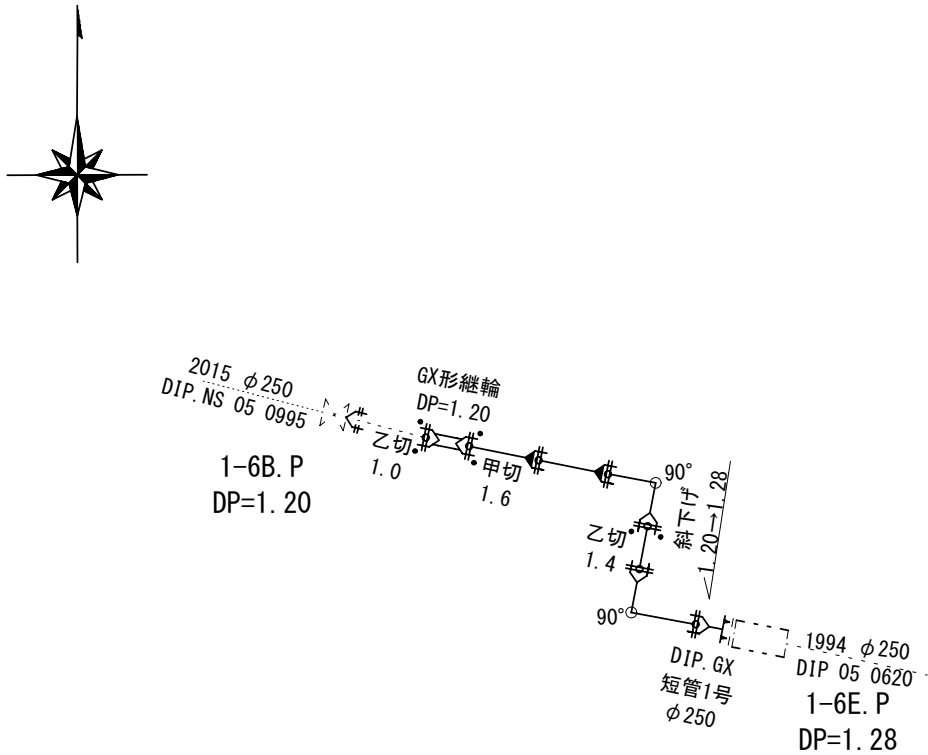 2015 φ250
DIP.NS 05 0995
1-6B.P
DP=1.20
GX形継輪
DP=1.20
乙切
1.0
甲切
1.6
90°
斜下げ
1.20→1.28
乙切
1.4
90°
DIP.GX
短管1号
φ250
1994 φ250
DIP 05 0620
1-6E.P
DP=1.28